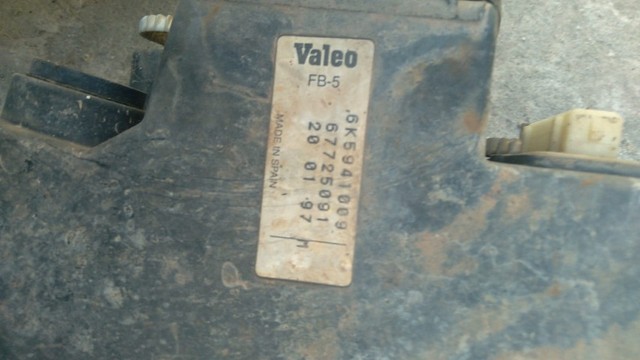 Valeo
FB-5
6K5941009
67725091
20 01 97 M
MADE IN SPAIN